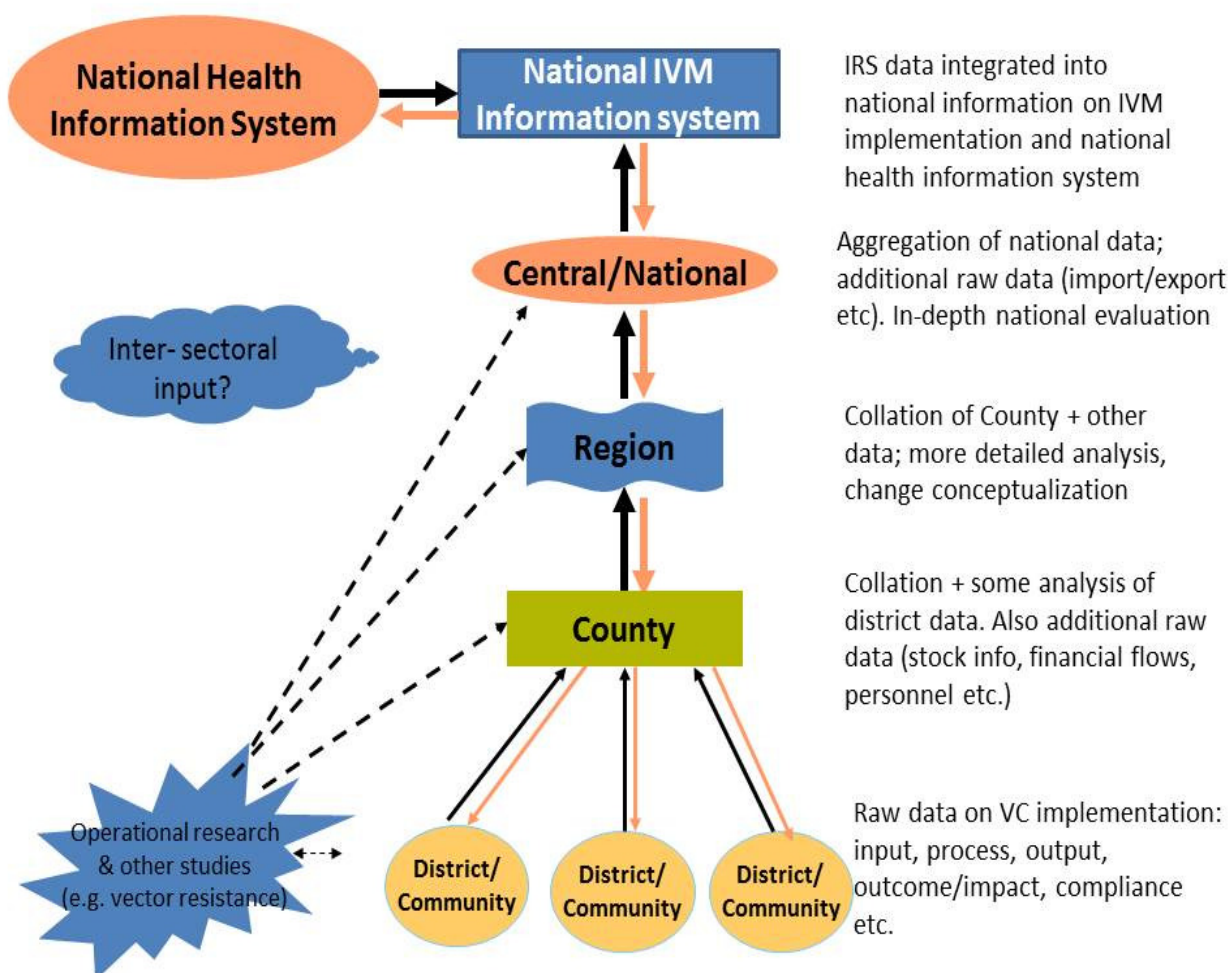 National Health
Information System
National IVM
Information system
IRS data integrated into
national information on IVM
implementation and national
health information system
Central/National
Aggregation of national data;
additional raw data (import/export
etc). In-depth national evaluation
Inter- sectoral
input?
Region
Collation of County + other
data; more detailed analysis,
change conceptualization
County
Collation + some analysis of
district data. Also additional raw
data (stock info, financial flows,
personnel etc.)
Operational research
& other studies
(e.g. vector resistance)
District/
Community
District/
Community
District/
Community
Raw data on VC implementation:
input, process, output,
outcome/impact, compliance
etc.